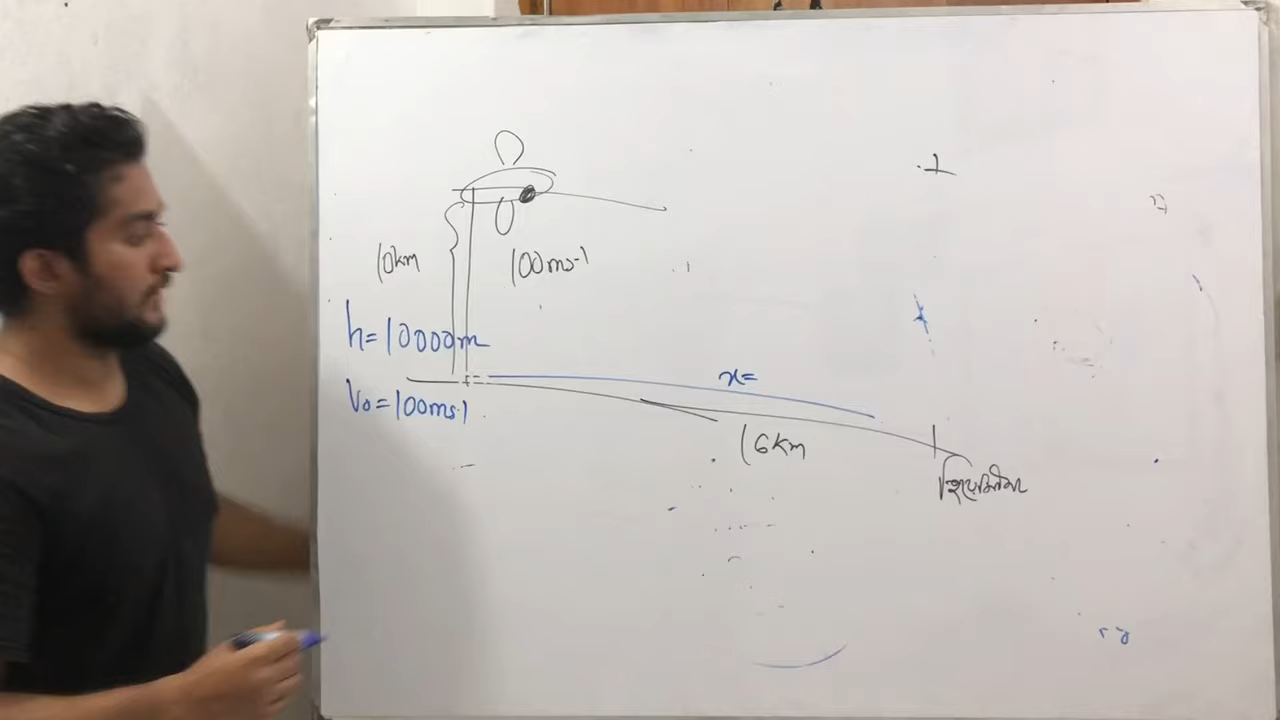 10km
100ms-1
h=10000m
x=
V₀=100ms-1
16km
হিরোশিমা